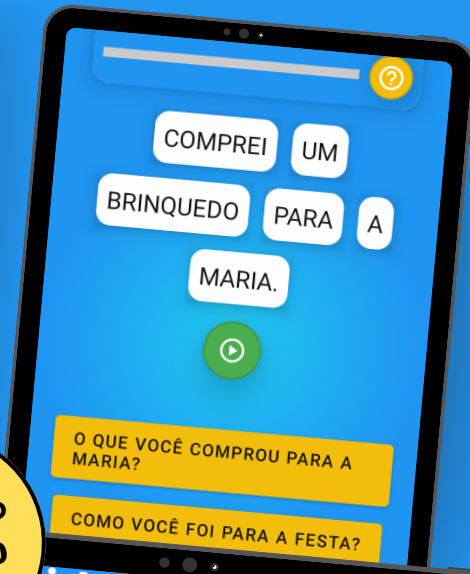 COMPREI UM
BRINQUEDO PARA A
MARIA.
O QUE VOCÊ COMPROU PARA A
MARIA?
COMO VOCÊ FOI PARA A FESTA?